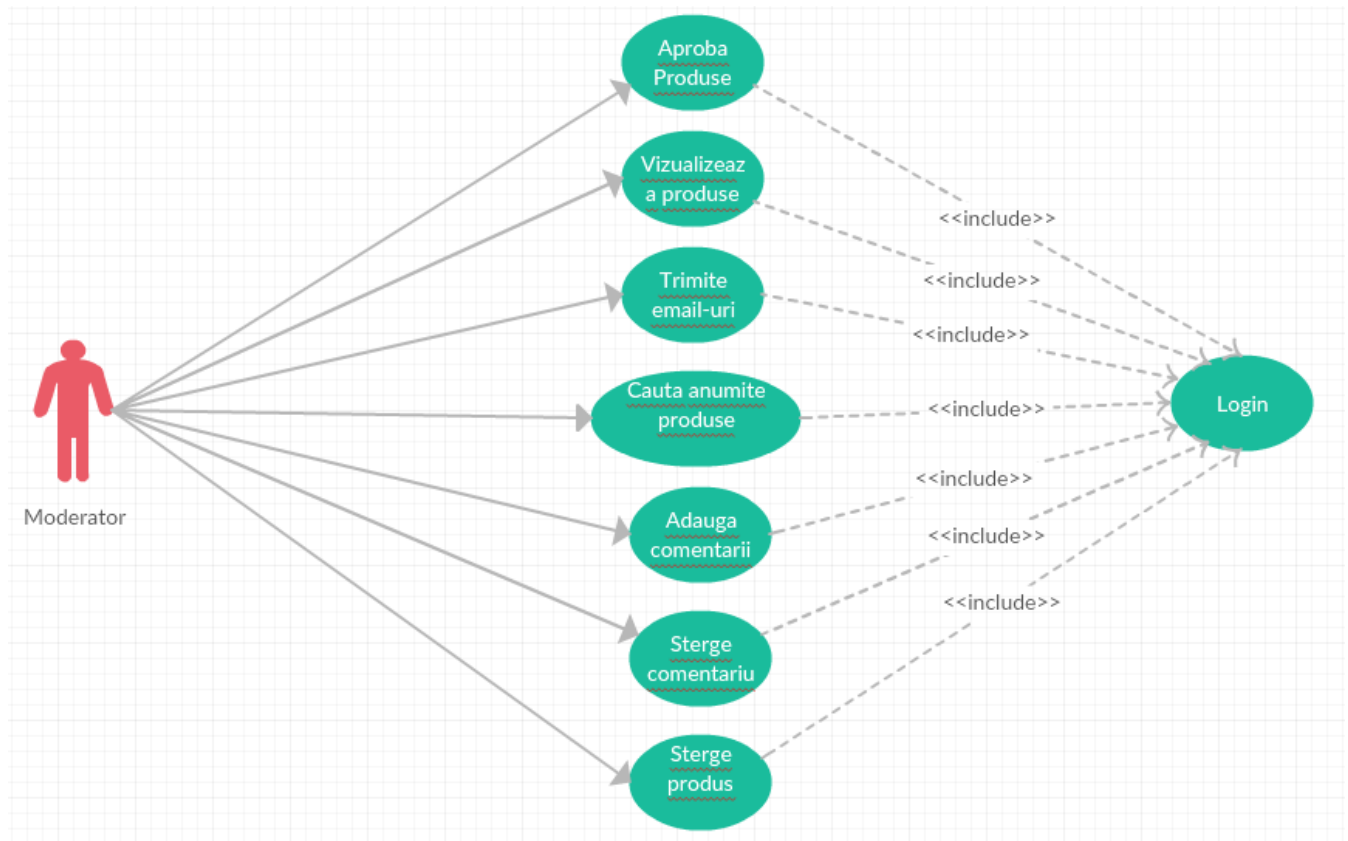 Aproba
Produse
Vizualizeaz
a produse
<<include>>
<<include>>
Trimite
email-uri
<<include>>
Cauta anumite
produse
<<include>>
Login
<<include>>
Moderator
Adauga
comentarii
<<include>>
Sterge
comentariu
<<include>>
Sterge
produs